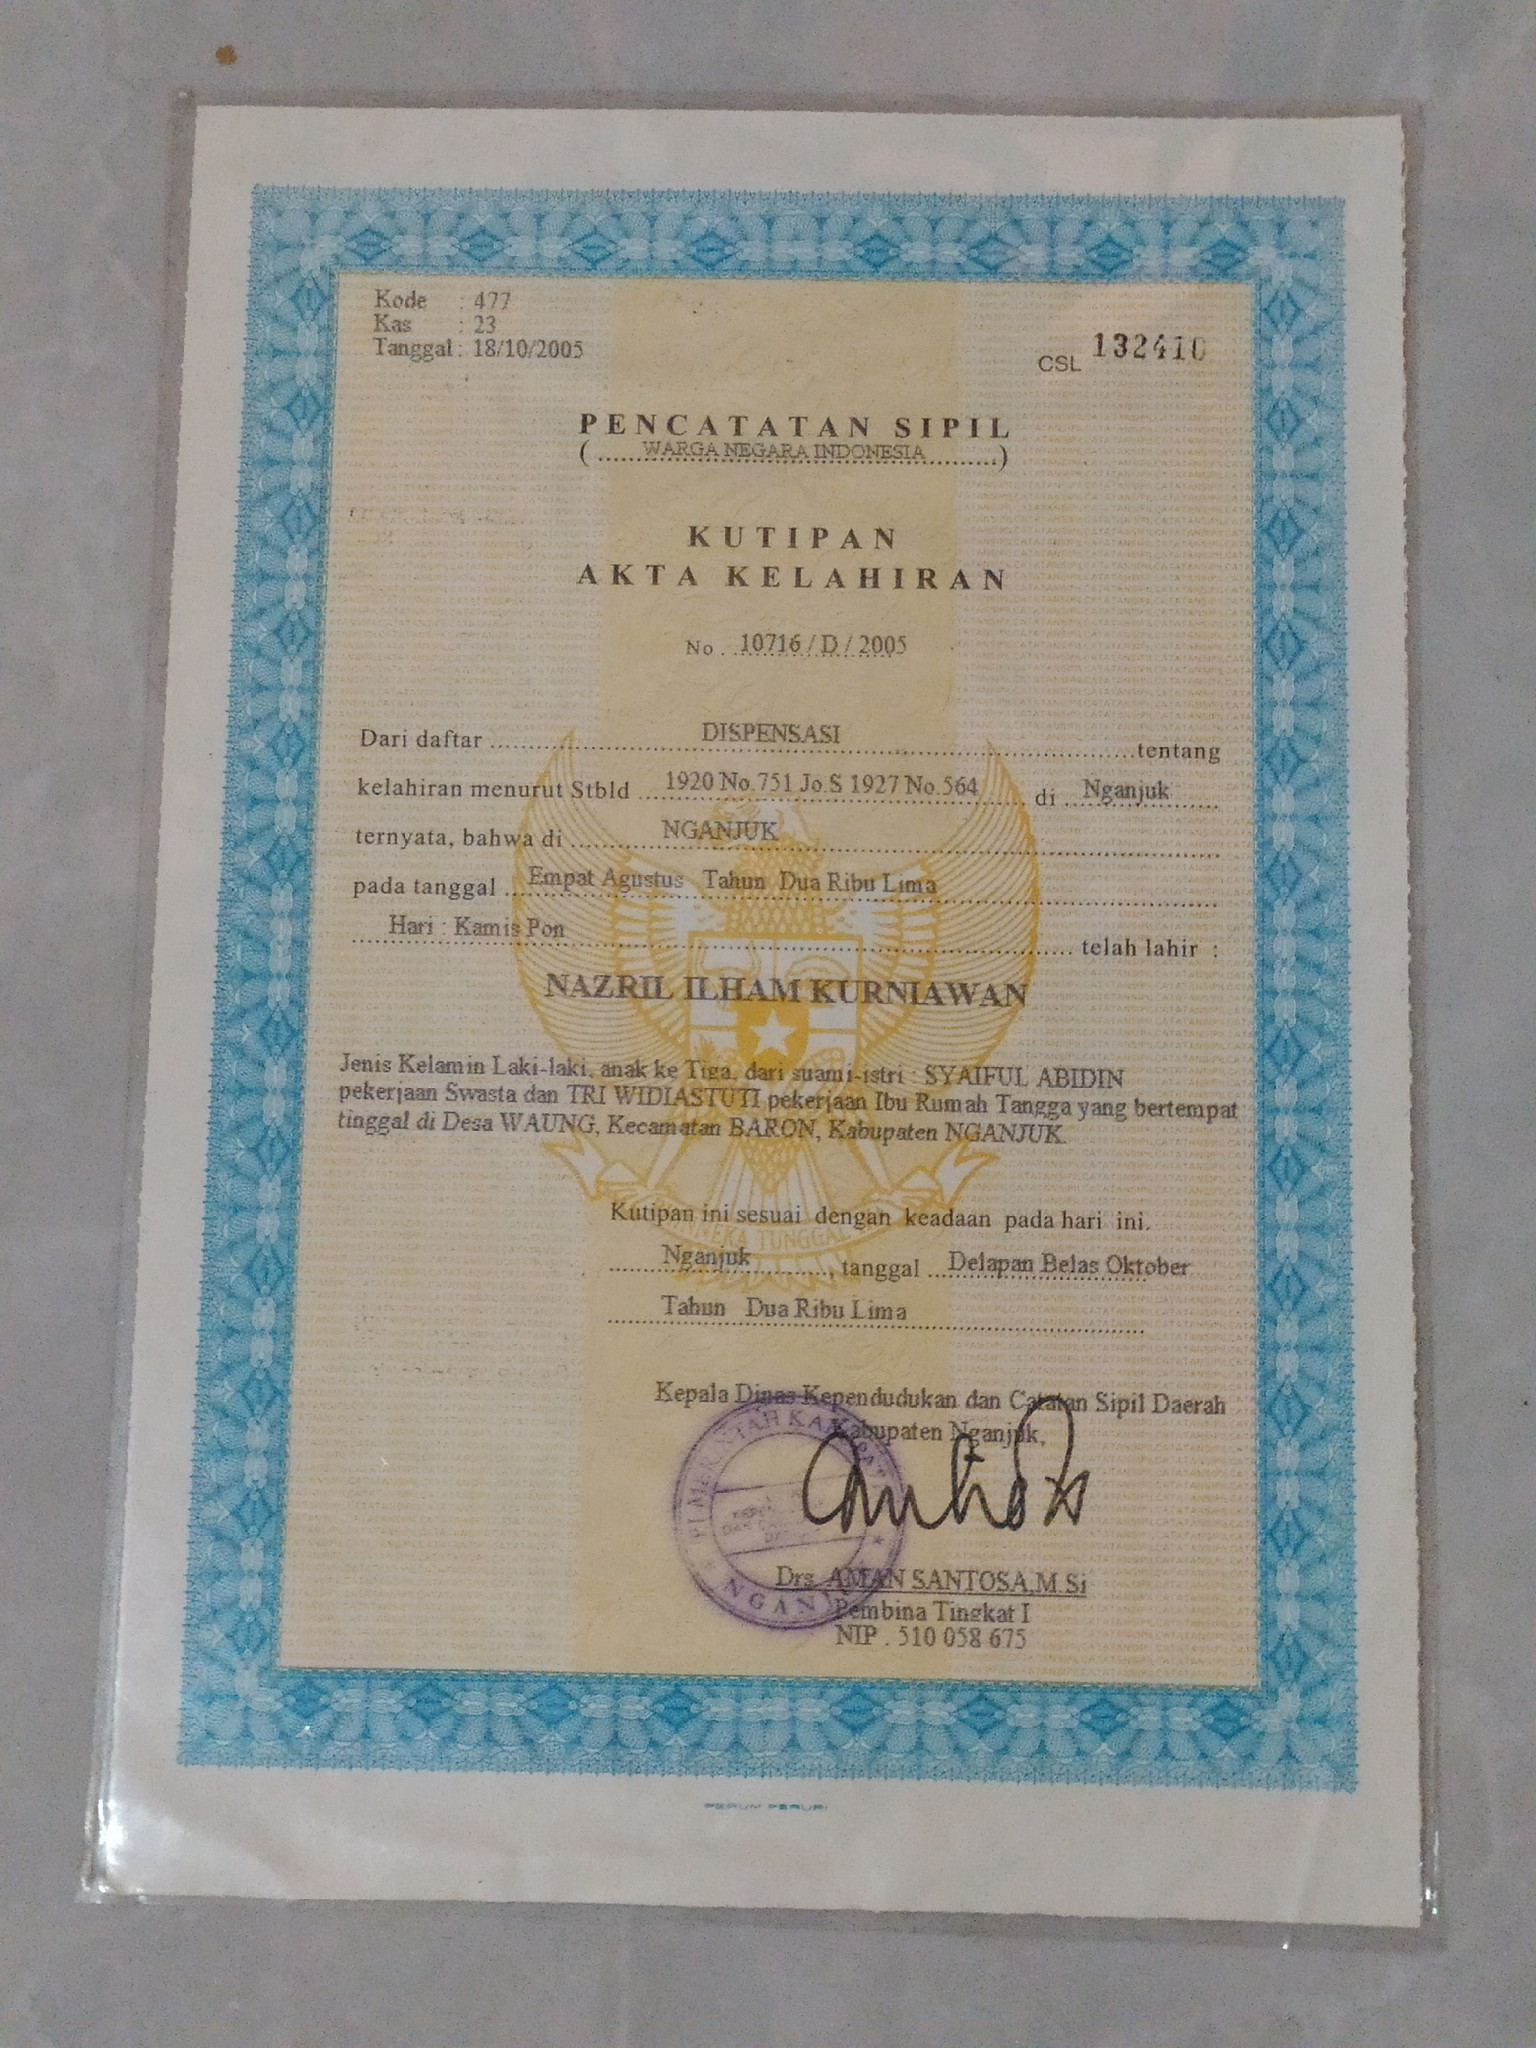 Kode : 477
Kas : 23
Tanggal : 18/10/2005
CSL 132410
PENCATATAN SIPIL
( WARGA NEGARA INDONESIA )
KUTIPAN
AKTA KELAHIRAN
No. 10716 / D / 2005
Dari daftar DISPENSASI tentang
kelahiran menurut Stbld 1920 No.751 Jo.S 1927 No.564 di Nganjuk
ternyata, bahwa di NGANJUK
pada tanggal Empat Agustus Tahun Dua Ribu Lima
Hari : Kamis Pon telah lahir :
NAZRIL ILHAM KURNIAWAN
Jenis Kelamin Laki-laki, anak ke Tiga, dari suami-istri : SYAIFUL ABIDIN
pekerjaan Swasta dan TRI WIDIASTUTI pekerjaan Ibu Rumah Tangga yang bertempat
tinggal di Desa WAUNG, Kecamatan BARON, Kabupaten NGANJUK.
Kutipan ini sesuai dengan keadaan pada hari ini.
Nganjuk, tanggal Delapan Belas Oktober
Tahun Dua Ribu Lima
Kepala Dinas Kependudukan dan Catatan Sipil Daerah
Kabupaten Nganjuk,
Drs. AMAN SANTOSA,M.Si
Pembina Tingkat I
NIP . 510 058 675
PERUM PERURI